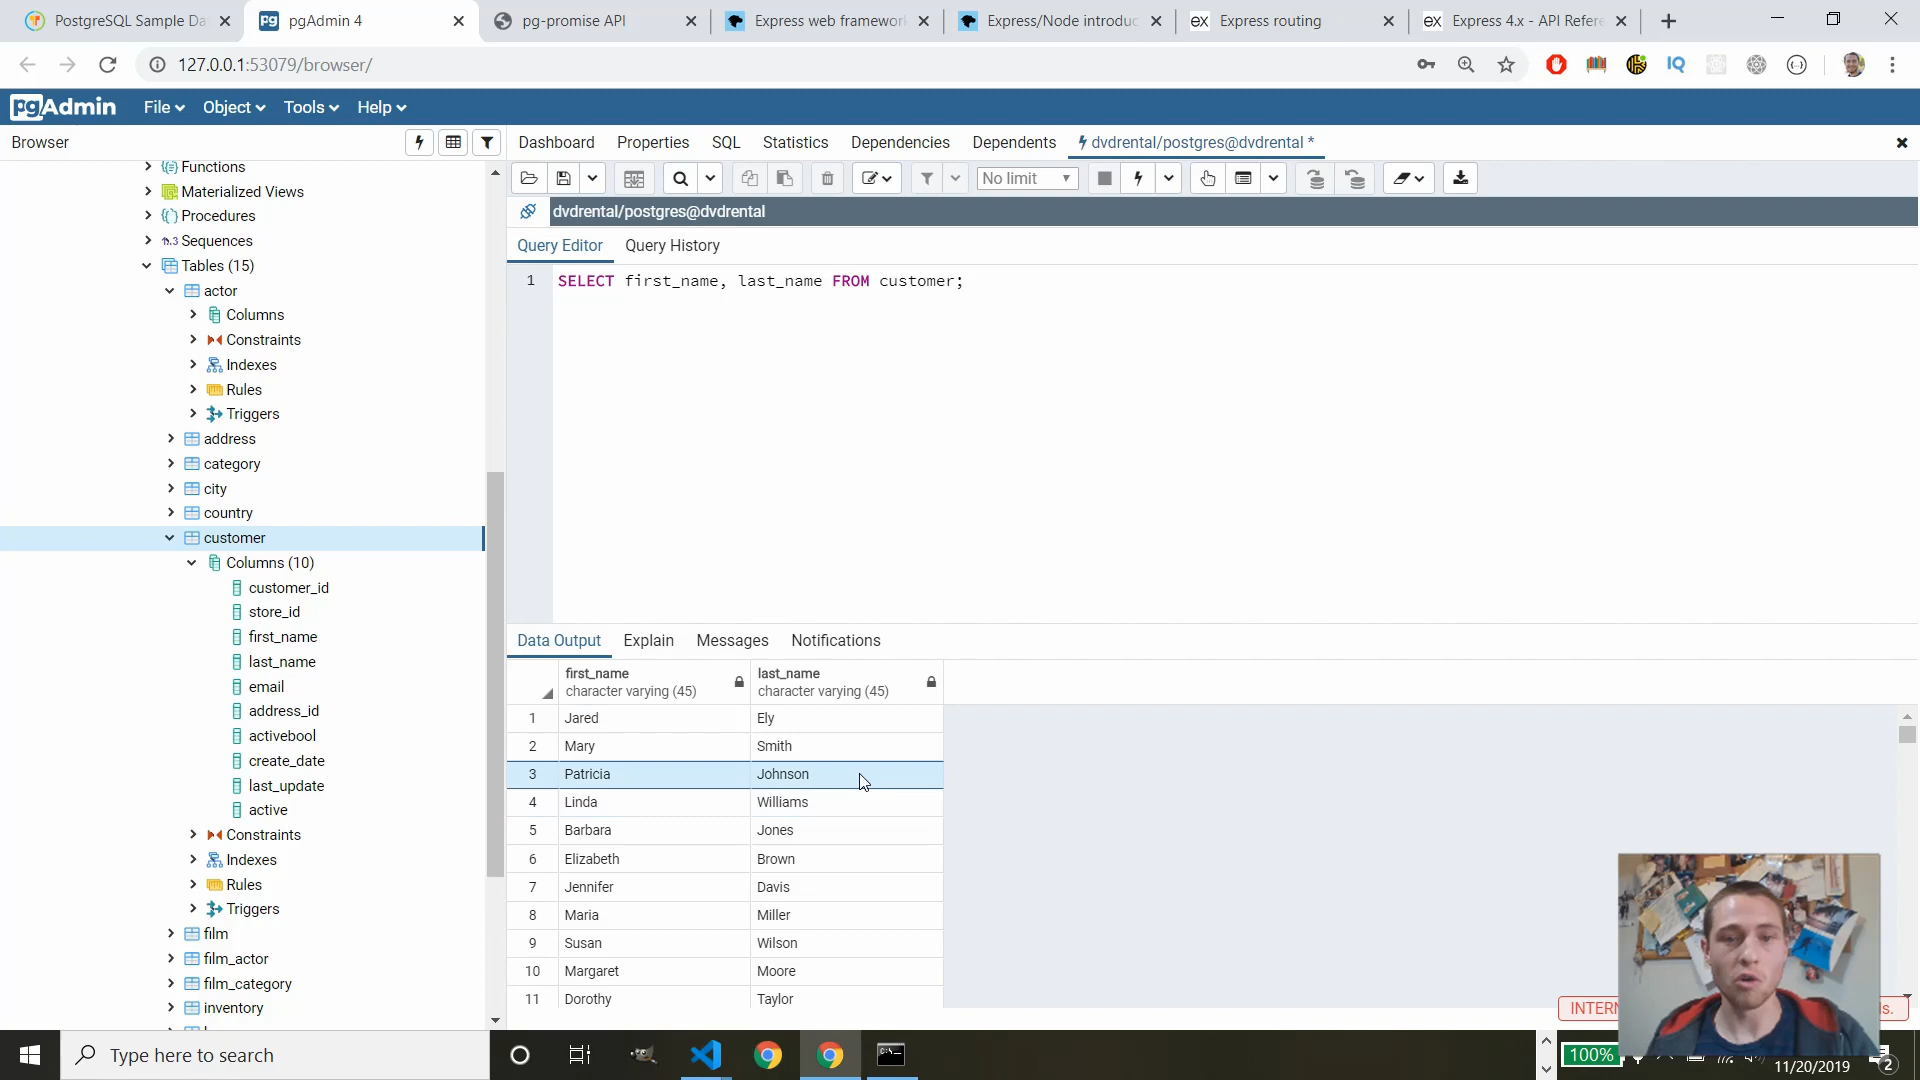 PostgreSQL Sample Da
pgAdmin 4
pg-promise API
Express web framework
Express/Node introduc
Express routing
Express 4.x - API Refere
127.0.0.1:53079/browser/
pgAdmin
File
Object
Tools
Help
Browser
Dashboard
Properties
SQL
Statistics
Dependencies
Dependents
dvdrental/postgres@dvdrental *
No limit
dvdrental/postgres@dvdrental
Query Editor
Query History
1 SELECT first_name, last_name FROM customer;
Functions
Materialized Views
Procedures
Sequences
Tables (15)
actor
Columns
Constraints
Indexes
Rules
Triggers
address
category
city
country
customer
Columns (10)
customer_id
store_id
first_name
last_name
email
address_id
activebool
create_date
last_update
active
Constraints
Indexes
Rules
Triggers
film
film_actor
film_category
inventory
Data Output
Explain
Messages
Notifications
first_name
character varying (45)
last_name
character varying (45)
1 Jared Ely
2 Mary Smith
3 Patricia Johnson
4 Linda Williams
5 Barbara Jones
6 Elizabeth Brown
7 Jennifer Davis
8 Maria Miller
9 Susan Wilson
10 Margaret Moore
11 Dorothy Taylor
INTERN
Type here to search
100%
11/20/2019
2